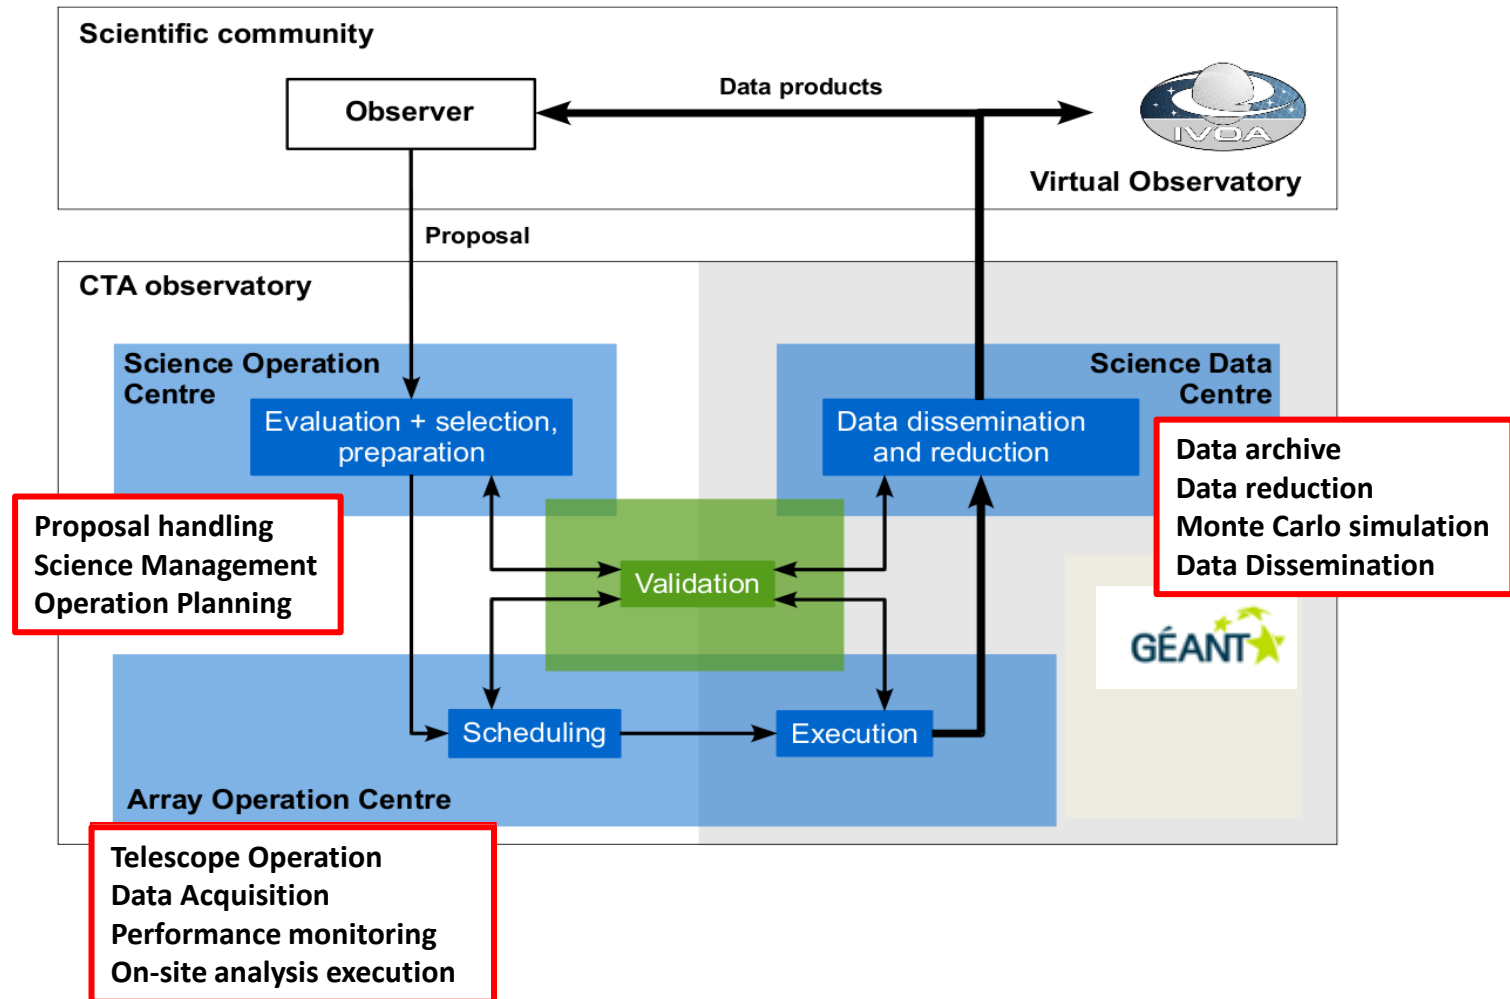 Scientific community
Observer
Data products
IVOA
Virtual Observatory
Proposal
CTA observatory
Science Operation
Centre
Science Data
Centre
Evaluation + selection,
preparation
Data dissemination
and reduction
Data archive
Data reduction
Monte Carlo simulation
Data Dissemination
Proposal handling
Science Management
Operation Planning
Validation
GÉANT
Scheduling
Execution
Array Operation Centre
Telescope Operation
Data Acquisition
Performance monitoring
On-site analysis execution